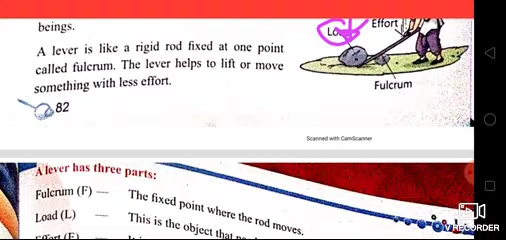 beings.
Effort
A lever is like a rigid rod fixed at one point
called fulcrum. The lever helps to lift or move
something with less effort.
Fulcrum
82
Scanned with CamScanner
A lever has three parts:
Fulcrum (F) — The fixed point where the rod moves.
Load (L) — This is the object that
V RECORDER